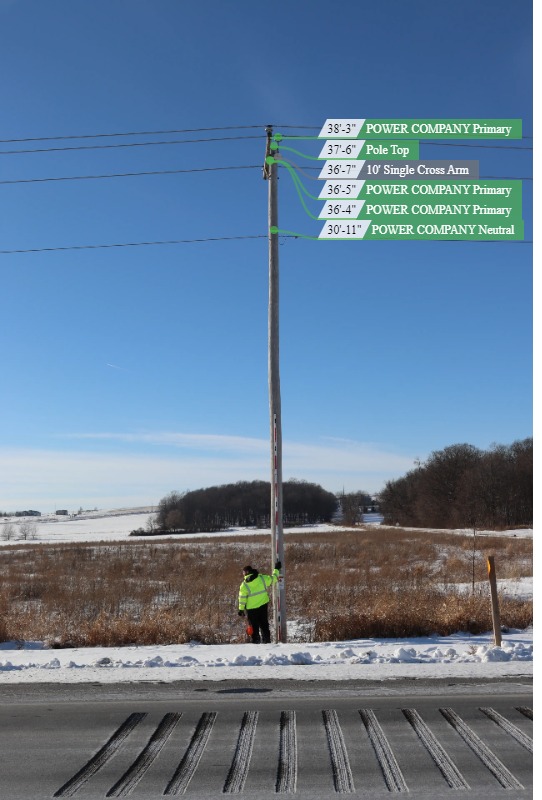 38'-3" POWER COMPANY Primary
37'-6" Pole Top
36'-7" 10' Single Cross Arm
36'-5" POWER COMPANY Primary
36'-4" POWER COMPANY Primary
30'-11" POWER COMPANY Neutral